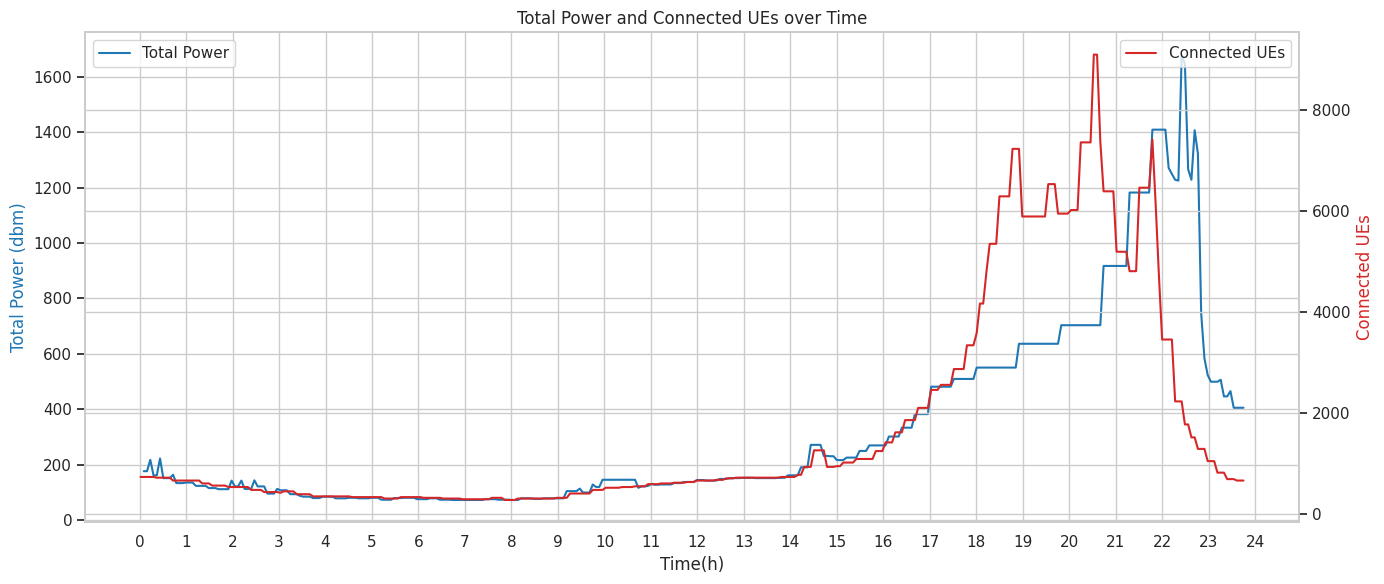 Total Power and Connected UEs over Time
Total Power
Connected UEs
1600
1400
1200
1000
800
600
400
200
0
Total Power (dbm)
8000
6000
4000
2000
0
Connected UEs
0 1 2 3 4 5 6 7 8 9 10 11 12 13 14 15 16 17 18 19 20 21 22 23 24
Time(h)